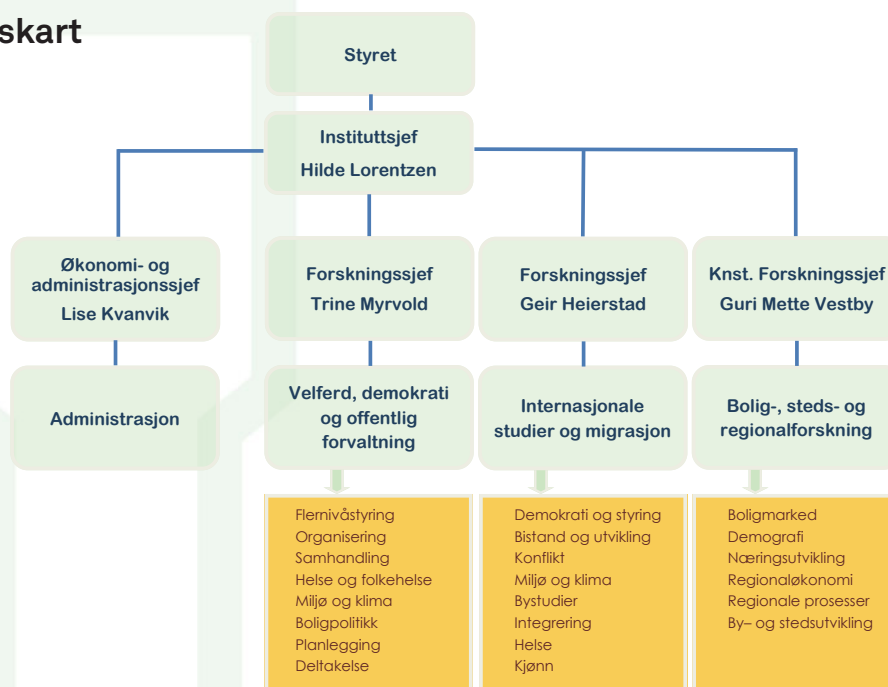 skart
Styret
Instituttsjef
Hilde Lorentzen
Økonomi- og
administrasjonssjef
Lise Kvanvik
Forskningssjef
Trine Myrvold
Forskningssjef
Geir Heierstad
Knst. Forskningssjef
Guri Mette Vestby
Administrasjon
Velferd, demokrati
og offentlig
forvaltning
Internasjonale
studier og migrasjon
Bolig-, steds- og
regionalforskning
Flernivåstyring
Organisering
Samhandling
Helse og folkehelse
Miljø og klima
Boligpolitikk
Planlegging
Deltakelse
Demokrati og styring
Bistand og utvikling
Konflikt
Miljø og klima
Bystudier
Integrering
Helse
Kjønn
Boligmarked
Demografi
Næringsutvikling
Regionaløkonomi
Regionale prosesser
By– og stedsutvikling